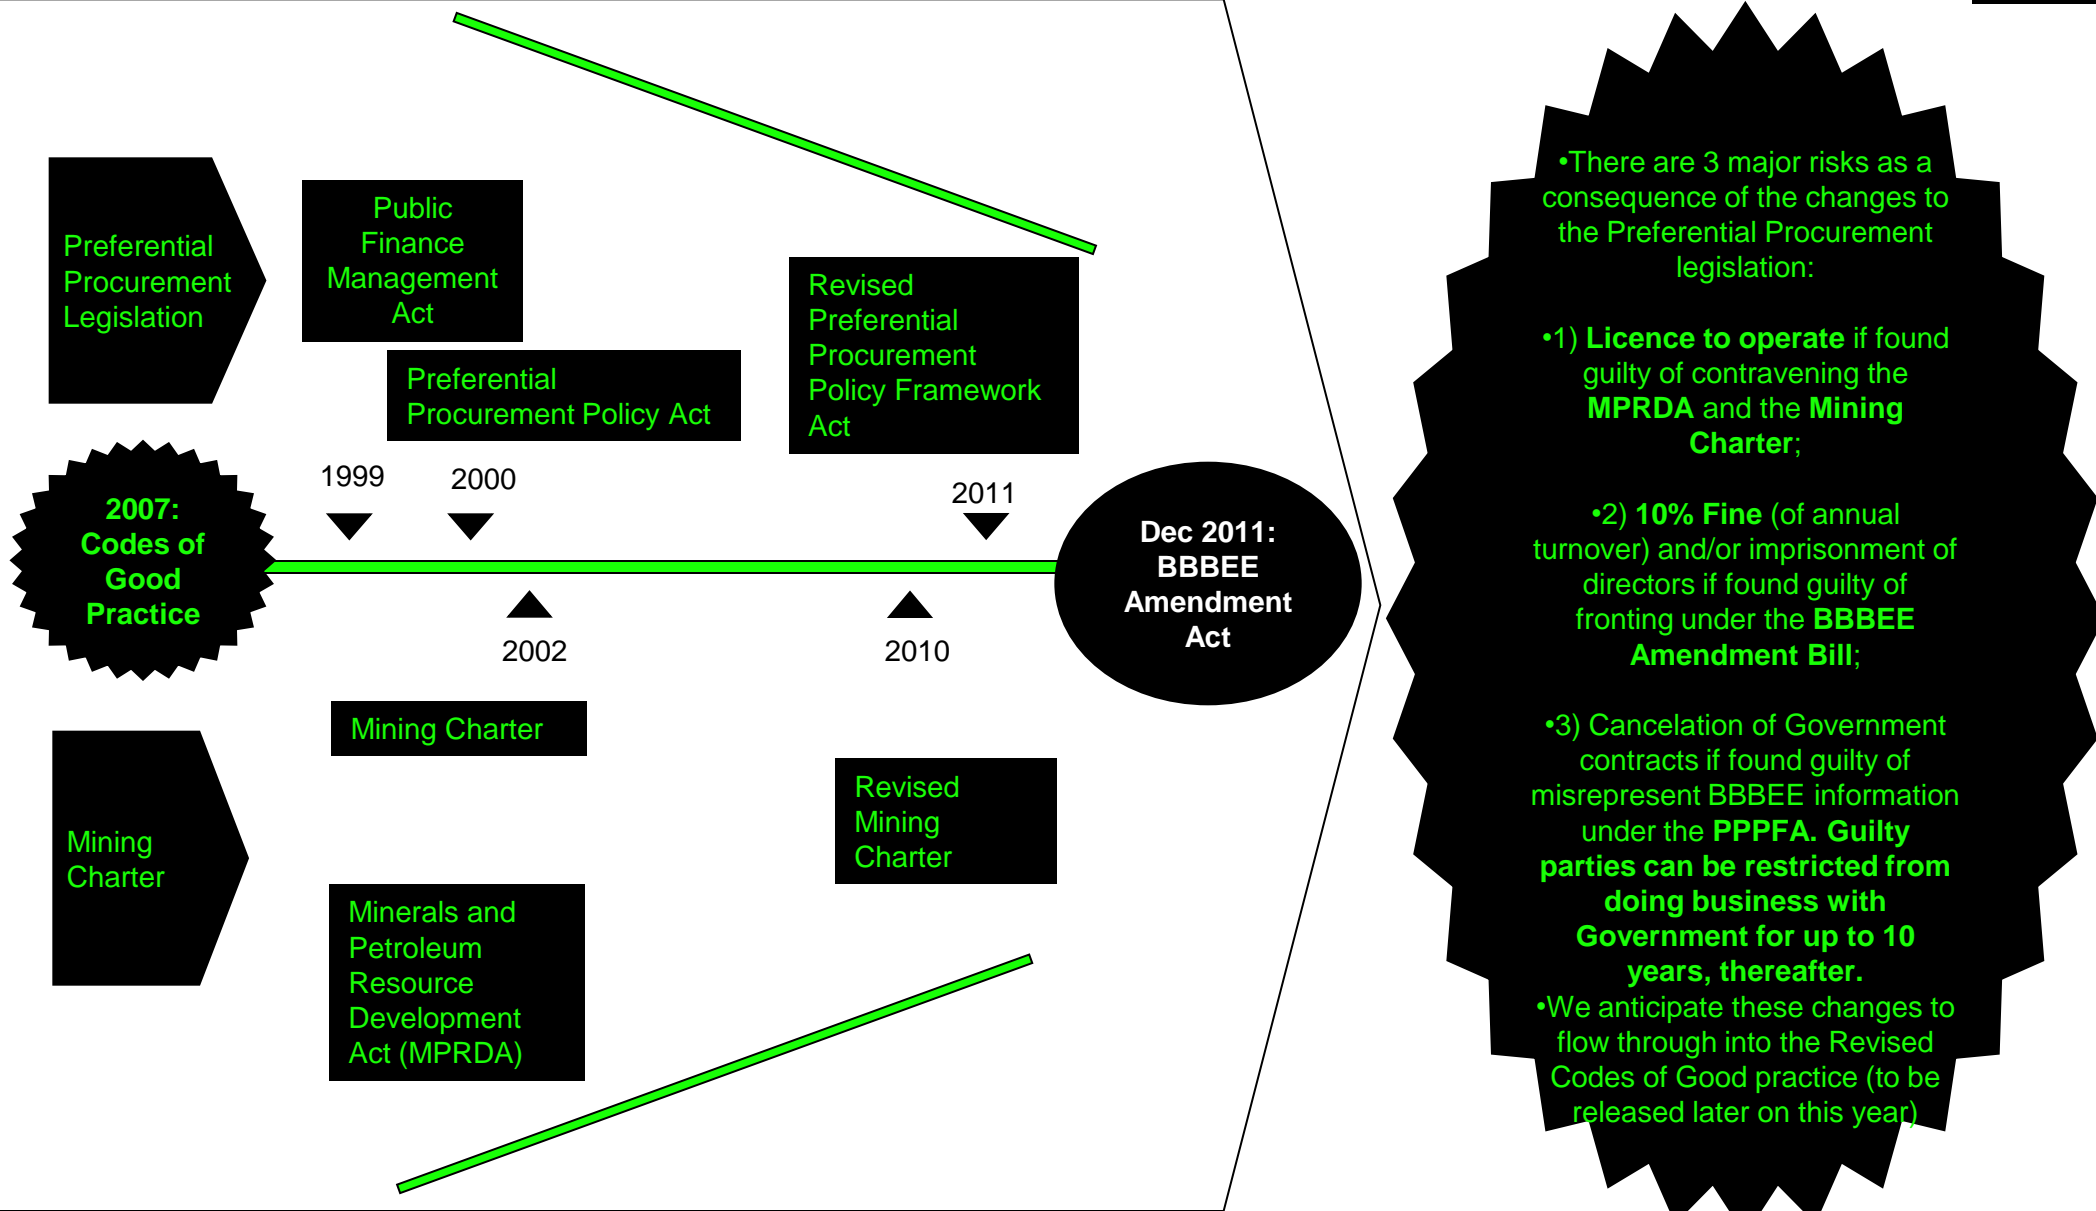 Preferential
Procurement
Legislation
Public
Finance
Management
Act
Preferential
Procurement Policy Act
Revised
Preferential
Procurement
Policy Framework
Act
1999
2000
2011
2007:
Codes of
Good
Practice
Dec 2011:
BBBEE
Amendment
Act
2002
2010
Mining Charter
Revised
Mining
Charter
Mining
Charter
Minerals and
Petroleum
Resource
Development
Act (MPRDA)
•There are 3 major risks as a
consequence of the changes to
the Preferential Procurement
legislation:
•1) Licence to operate if found
guilty of contravening the
MPRDA and the Mining
Charter;
•2) 10% Fine (of annual
turnover) and/or imprisonment of
directors if found guilty of
fronting under the BBBEE
Amendment Bill;
•3) Cancelation of Government
contracts if found guilty of
misrepresent BBBEE information
under the PPPFA. Guilty
parties can be restricted from
doing business with
Government for up to 10
years, thereafter.
•We anticipate these changes to
flow through into the Revised
Codes of Good practice (to be
released later on this year)